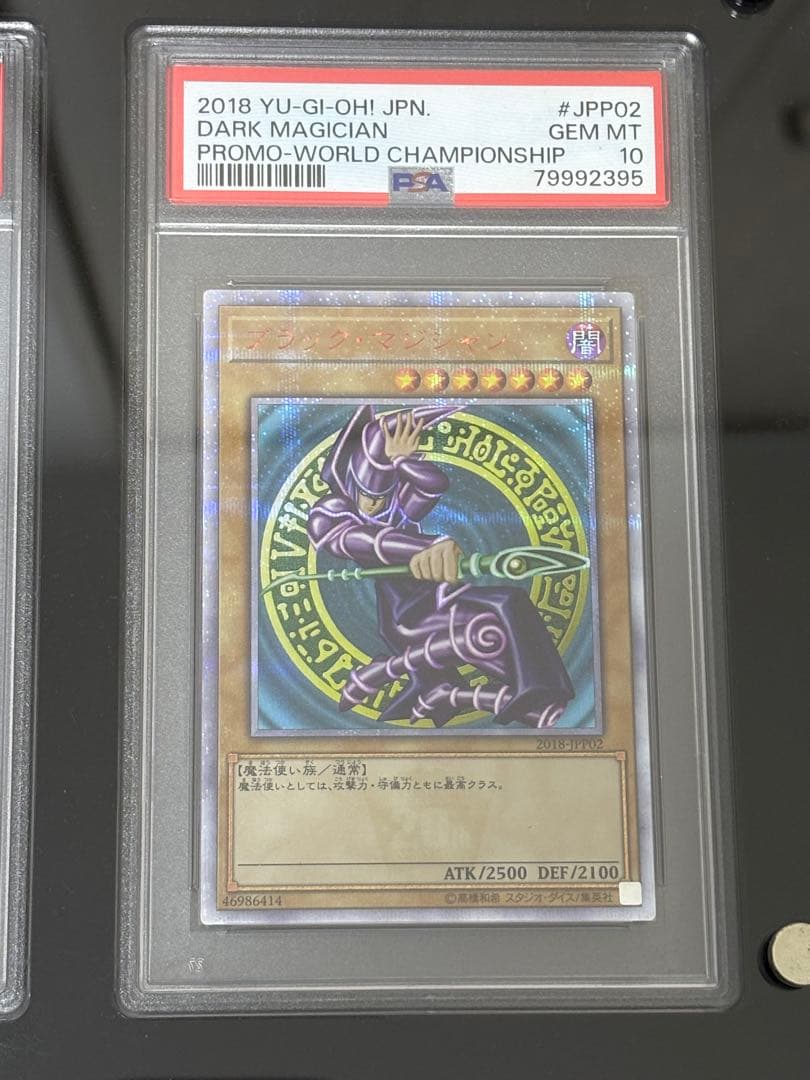 2018 YU-GI-OH! JPN. #JPP02
DARK MAGICIAN GEM MT
PROMO-WORLD CHAMPIONSHIP 10
PSA 79992395
ブラック・マジシャン 闇
2018-JPP02
【魔法使い族/通常】
魔法使いとしては、攻撃力・守備力ともに最高クラス。
ATK/2500 DEF/2100
46986414 ©高橋和希 スタジオ・ダイス/集英社